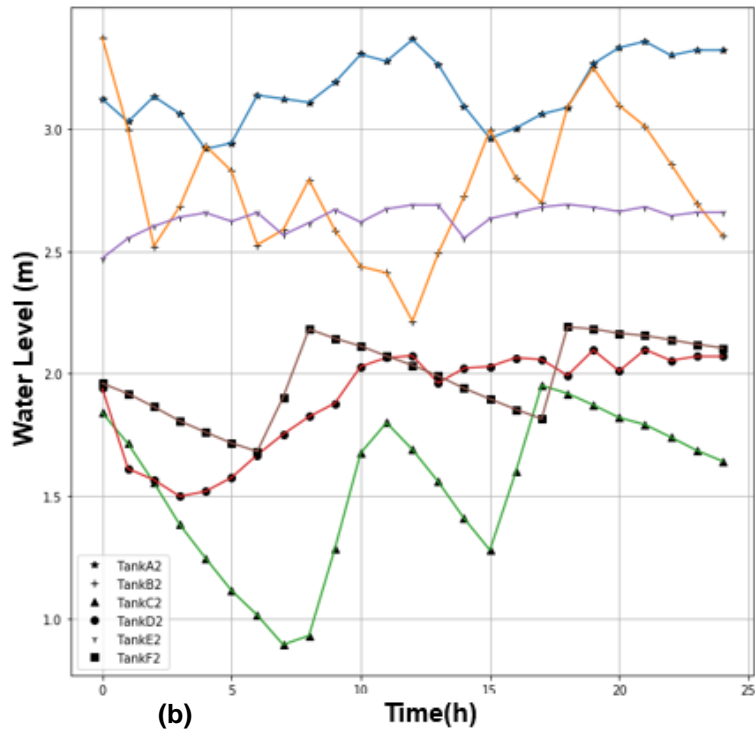 Water Level (m)
3.0
2.5
2.0
1.5
1.0
TankA2
TankB2
TankC2
TankD2
TankE2
TankF2
0
5
10
15
20
25
(b)
Time(h)